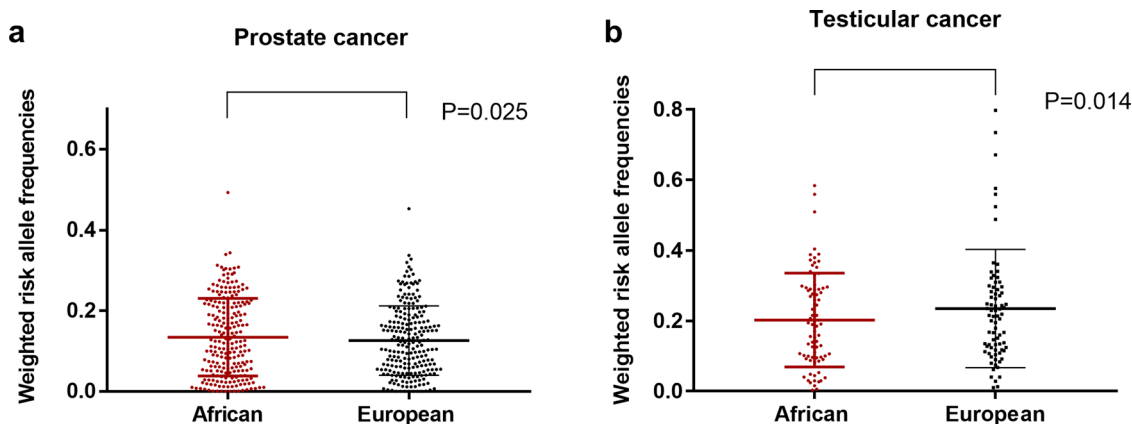 a
Prostate cancer
P=0.025
Weighted risk allele frequencies
0.6
0.4
0.2
0.0
African European
b
Testicular cancer
P=0.014
Weighted risk allele frequencies
0.8
0.6
0.4
0.2
0.0
African European